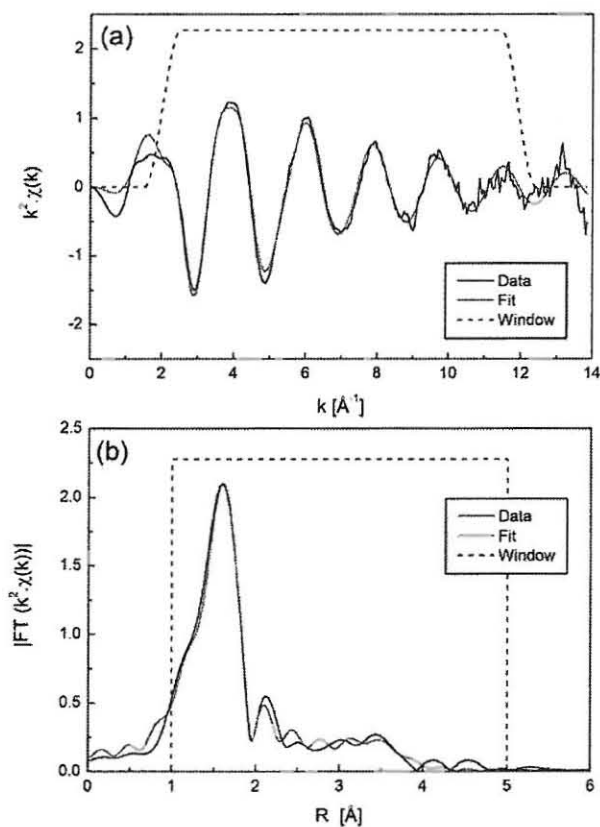 (a)
2
1
0
-1
-2
k².χ(k)
Data
Fit
Window
0 2 4 6 8 10 12 14
k [Å⁻¹]
(b)
2.5
2.0
1.5
1.0
0.5
0.0
|FT (k².χ(k))|
Data
Fit
Window
0 1 2 3 4 5 6
R [Å]